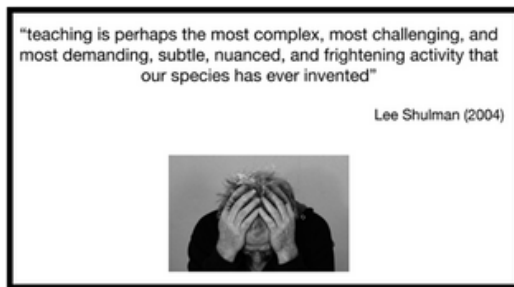 “teaching is perhaps the most complex, most challenging, and
most demanding, subtle, nuanced, and frightening activity that
our species has ever invented”
Lee Shulman (2004)